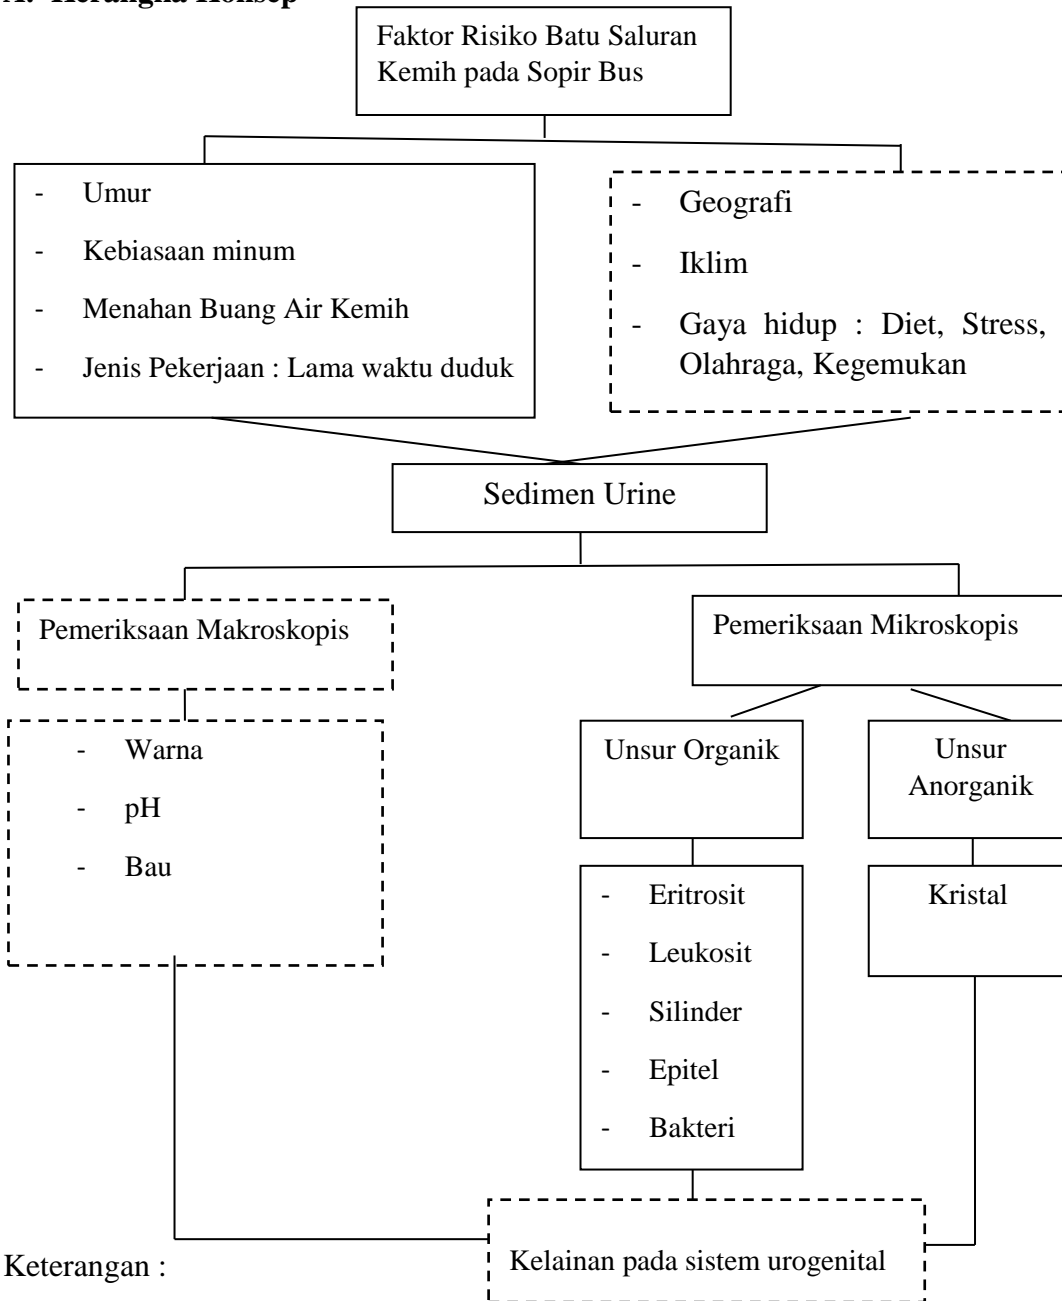 A. Kerangka Konsep
Faktor Risiko Batu Saluran
Kemih pada Sopir Bus
- Umur
- Kebiasaan minum
- Menahan Buang Air Kemih
- Jenis Pekerjaan : Lama waktu duduk
- Geografi
- Iklim
- Gaya hidup : Diet, Stress,
Olahraga, Kegemukan
Sedimen Urine
Pemeriksaan Makroskopis
Pemeriksaan Mikroskopis
- Warna
- pH
- Bau
Unsur Organik
Unsur
Anorganik
- Eritrosit
- Leukosit
- Silinder
- Epitel
- Bakteri
Kristal
Kelainan pada sistem urogenital
Keterangan :